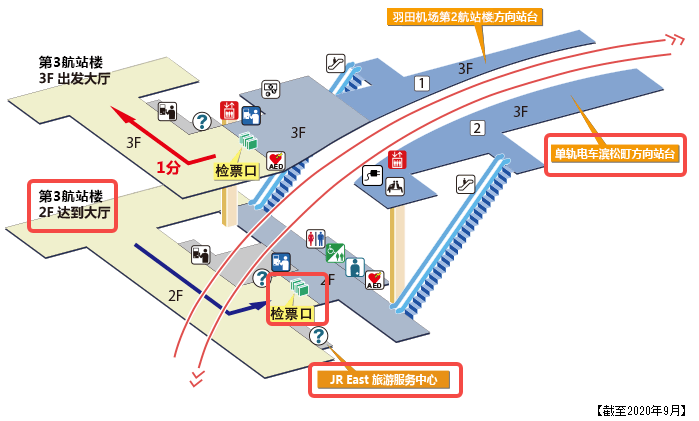 羽田机场第2航站楼方向站台
第3航站楼
3F 出发大厅
3F
1
3F
3F
2
?
3F
1分
检票口
AED
单轨电车滨松町方向站台
第3航站楼
2F 达到大厅
2F
?
2F
AED
检票口
?
JR East 旅游服务中心
【截至2020年9月】